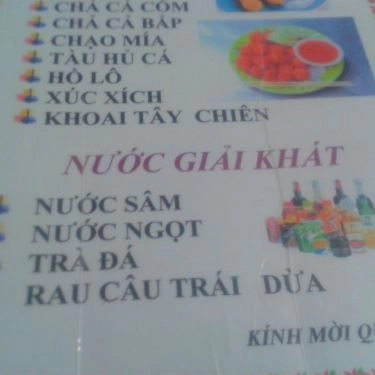 CHẢ CÁ CỐM
CHẢ CÁ BẮP
CHẠO MÍA
TÀU HỦ CÁ
HỒ LÔ
XÚC XÍCH
KHOAI TÂY CHIÊN
NƯỚC GIẢI KHÁT
NƯỚC SÂM
NƯỚC NGỌT
TRÀ ĐÁ
RAU CÂU TRÁI DỪA
KÍNH MỜI